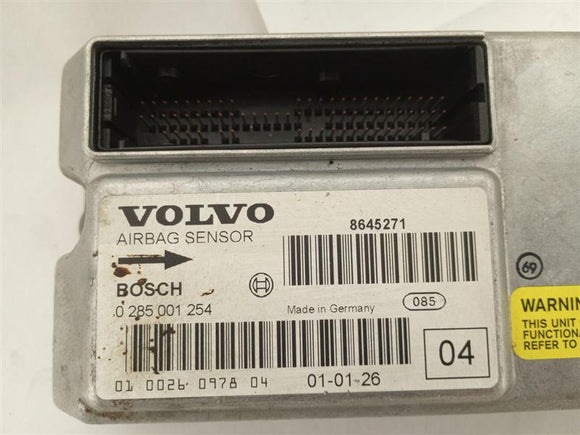 VOLVO
AIRBAG SENSOR
8645271
BOSCH
0 285 001 254
Made in Germany
085
04
01 0026 0978 04
01-01-26
69
WARNIN
THIS UNIT
FUNCTIONA
REFER TO